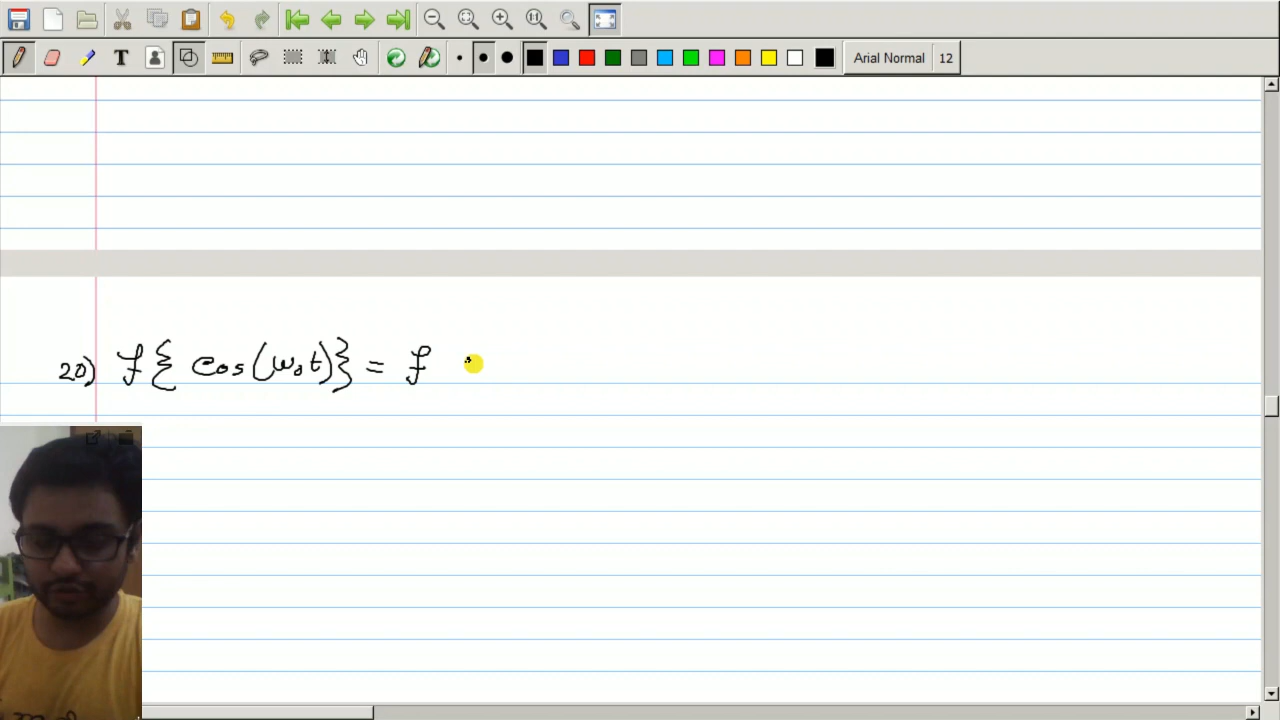 T
Arial Normal 12
20) ℱ{ cos(ω₀t)} = ℱ